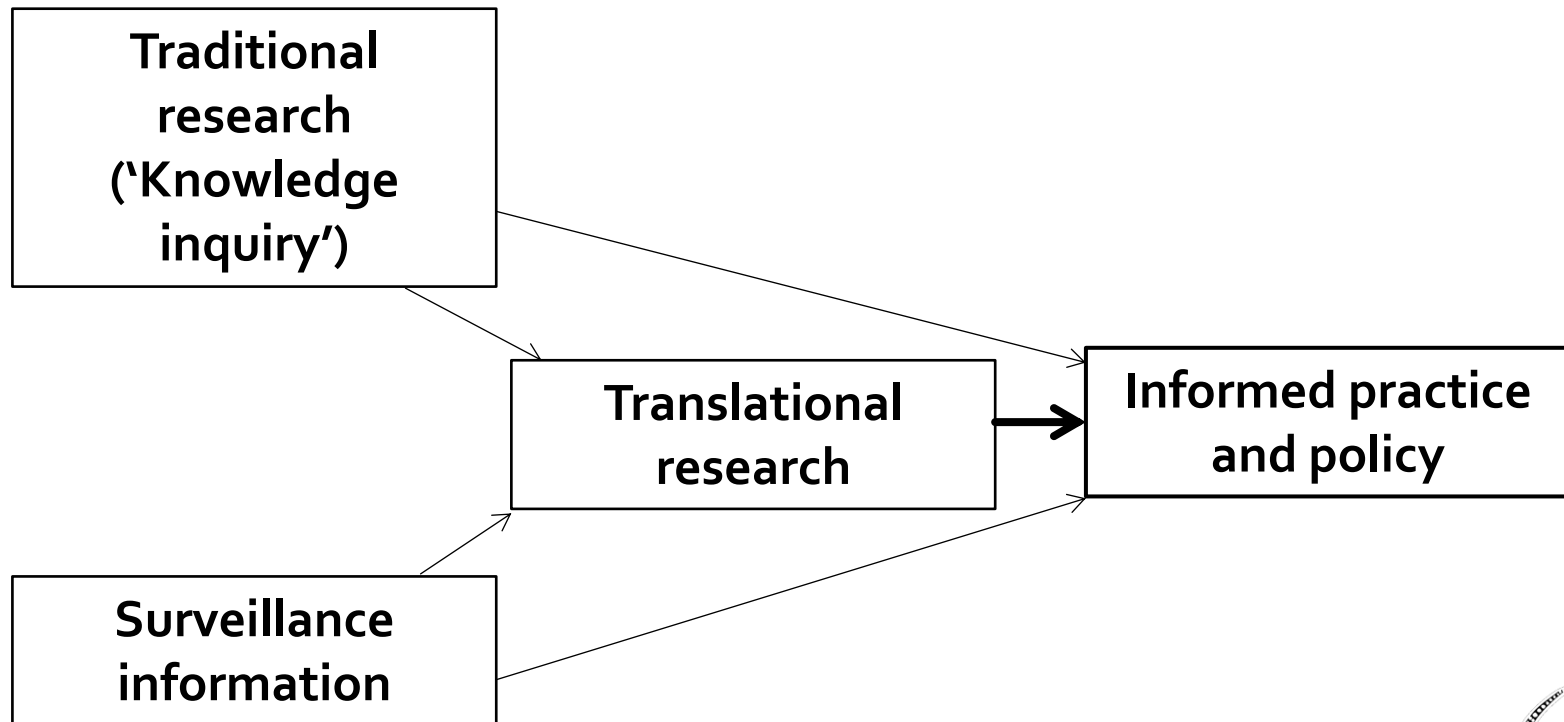 Traditional
research
(‘Knowledge
inquiry’)
Translational
research
Informed practice
and policy
Surveillance
information